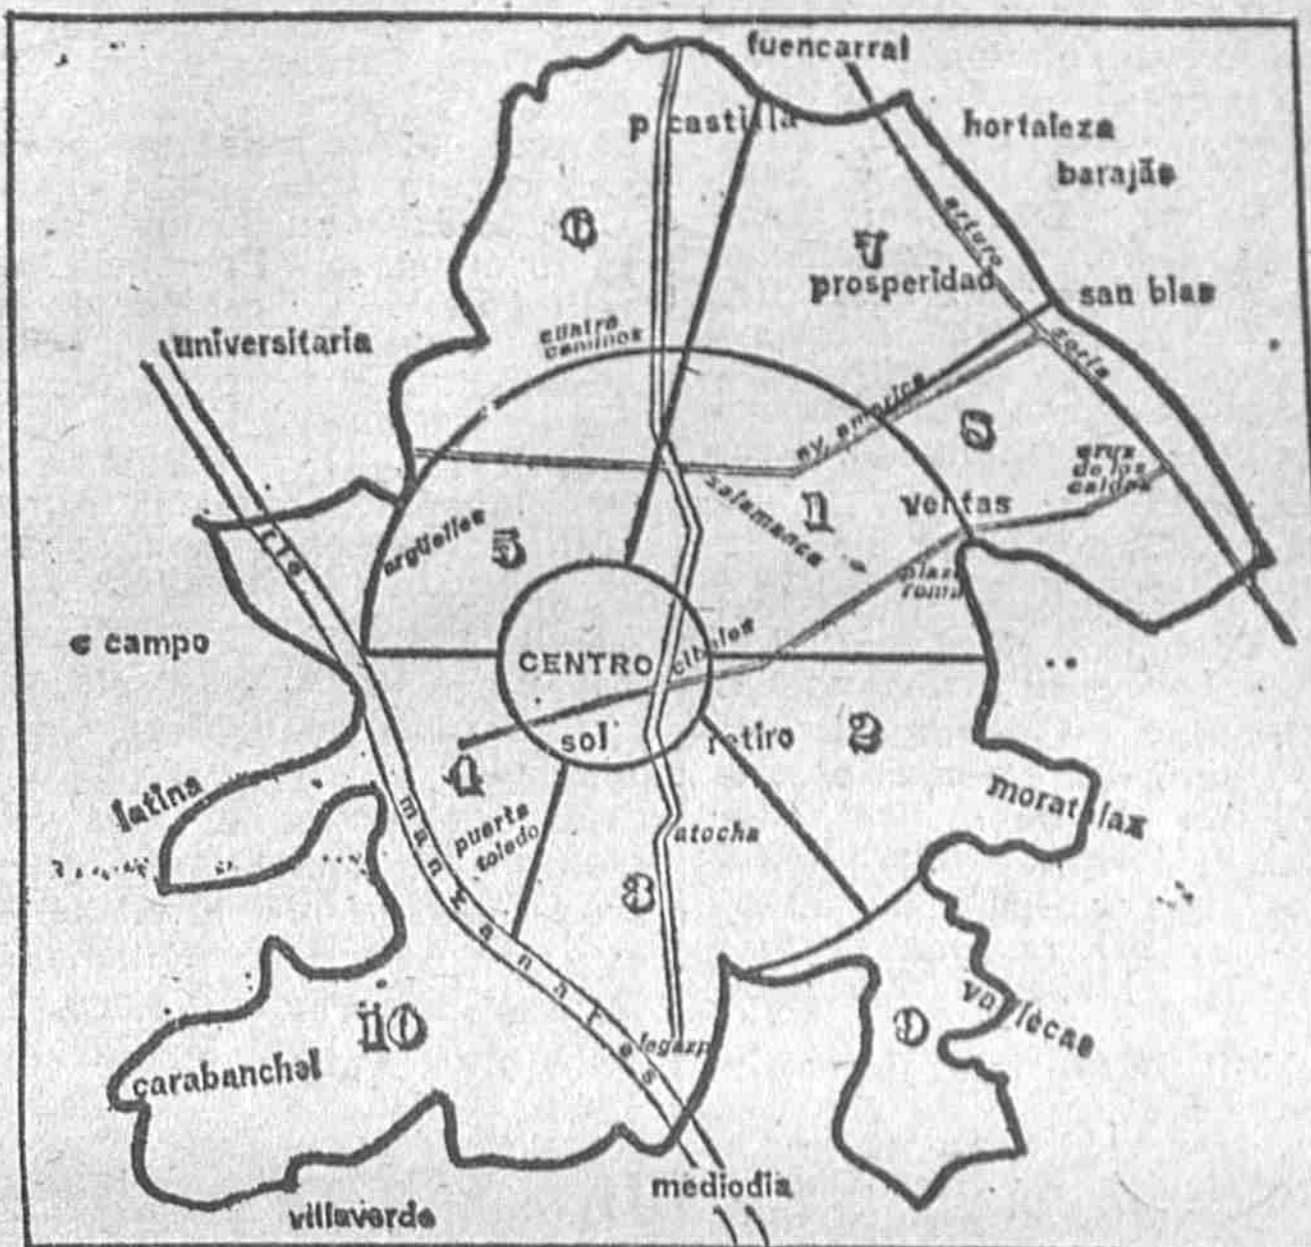 fuencarral
p castilla
hortaleza
barajas
6
7
arturo
prosperidad
san blas
soria
universitaria
cuatro
caminos
av. america
8
cruz
de los
caidos
salamanca
1
ventas
rio
argüelles
5
plaza
roma
c campo
CENTRO
cibeles
sol
retiro
2
4
latina
puerta
toledo
moratalaz
atocha
manzanares
3
vallecas
9
10
legazpi
carabanchel
mediodia
villaverde